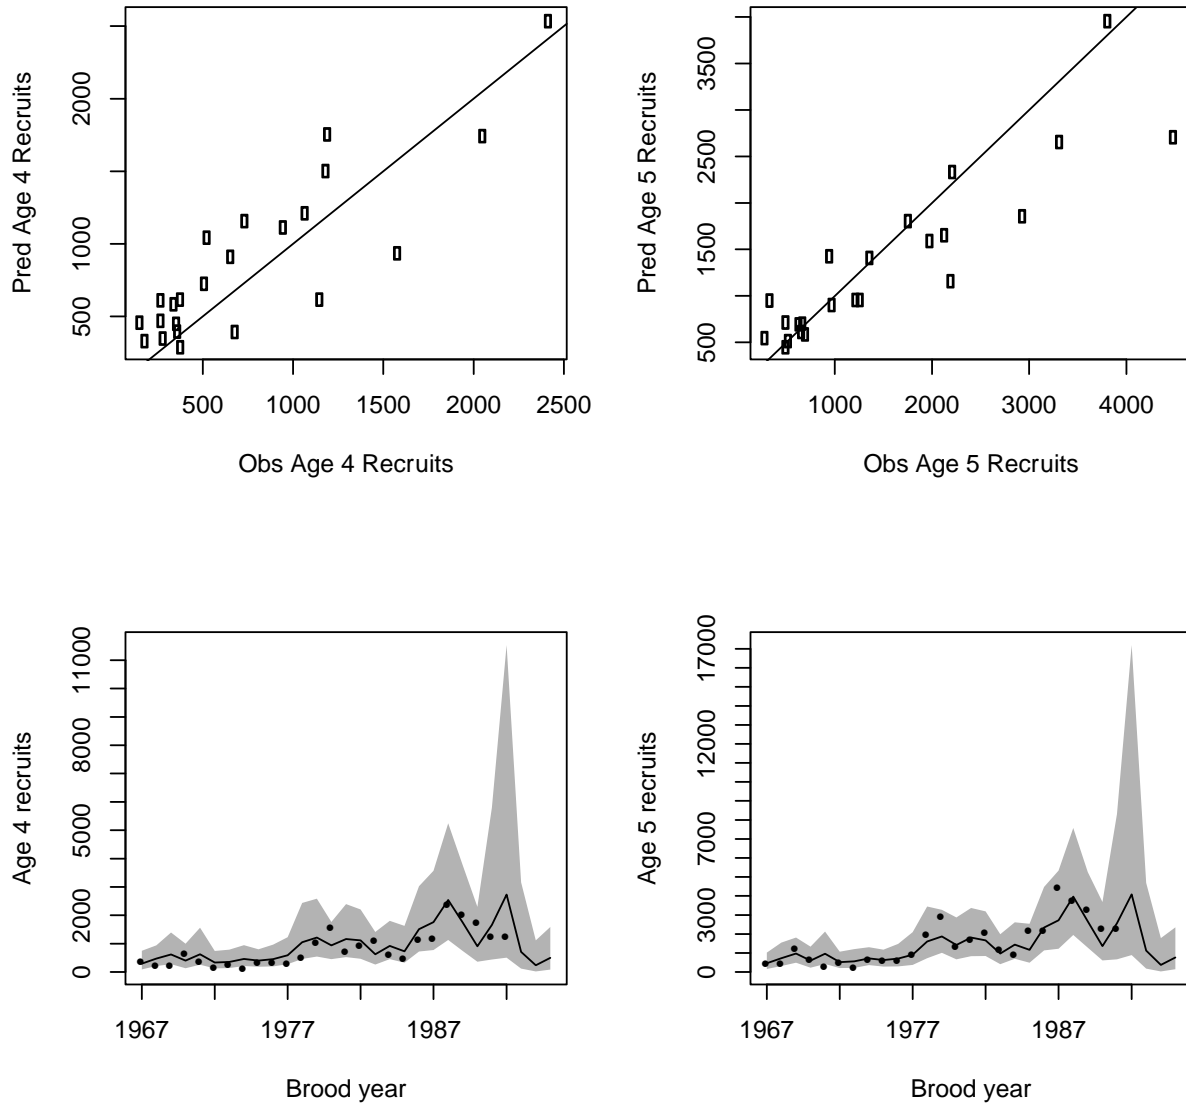 Pred Age 4 Recruits
500
1000
2000
500 1000 1500 2000 2500
Obs Age 4 Recruits
Pred Age 5 Recruits
500
1500
2500
3500
1000 2000 3000 4000
Obs Age 5 Recruits
Age 4 recruits
0
2000
5000
8000
11000
1967 1977 1987
Brood year
Age 5 recruits
0
3000
7000
12000
17000
1967 1977 1987
Brood year